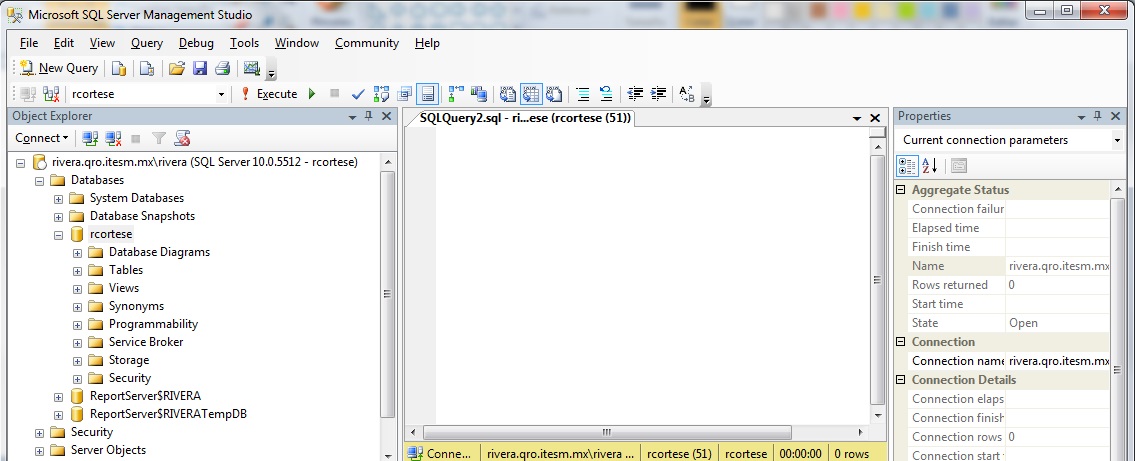 Microsoft SQL Server Management Studio
File Edit View Query Debug Tools Window Community Help
New Query
rcortese Execute
Object Explorer
Connect
rivera.qro.itesm.mx\rivera (SQL Server 10.0.5512 - rcortese)
Databases
System Databases
Database Snapshots
rcortese
Database Diagrams
Tables
Views
Synonyms
Programmability
Service Broker
Storage
Security
ReportServer$RIVERA
ReportServer$RIVERATempDB
Security
Server Objects
SQLQuery2.sql - ri...ese (rcortese (51))
Conne... rivera.qro.itesm.mx\rivera ... rcortese (51) rcortese 00:00:00 0 rows
Properties
Current connection parameters
Aggregate Status
Connection failur
Elapsed time
Finish time
Name rivera.qro.itesm.mx
Rows returned 0
Start time
State Open
Connection
Connection name rivera.qro.itesm.mx
Connection Details
Connection elaps
Connection finish
Connection rows 0
Connection start